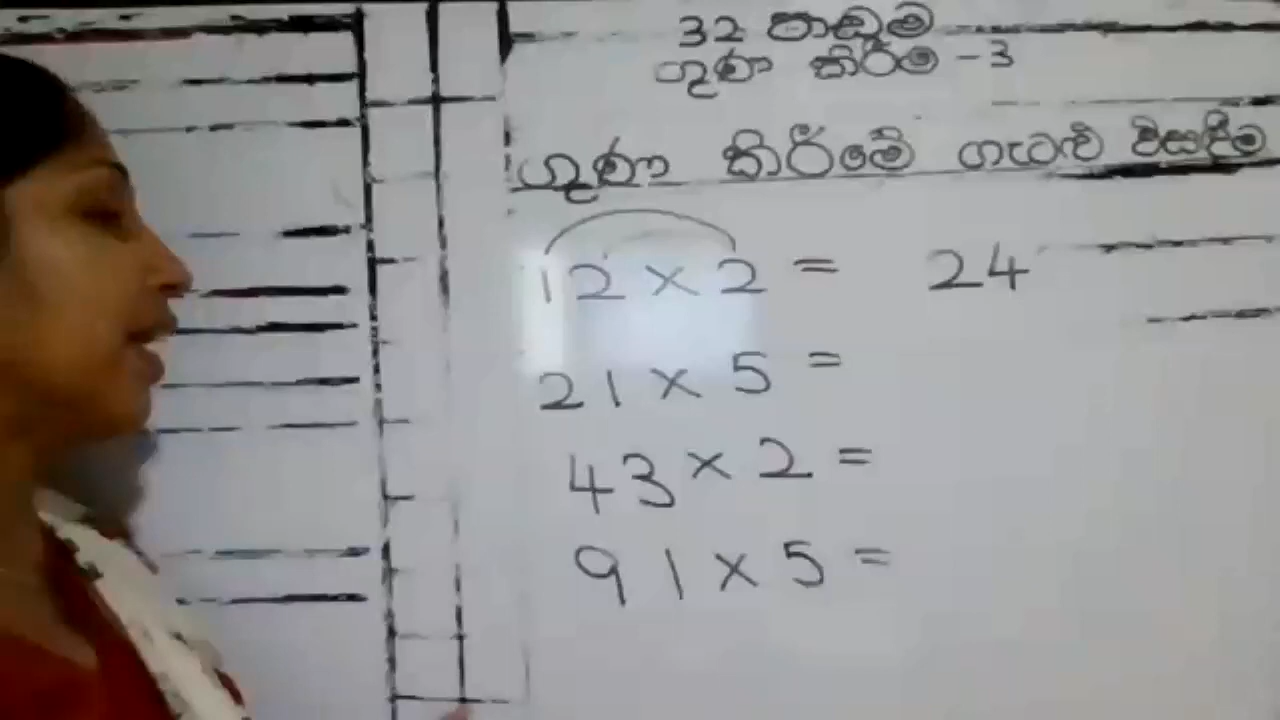 32 පාඩම
ගුණ කිරීම - 3
ගුණ කිරීමේ ගැටළු විසඳීම
12 × 2 = 24
21 × 5 =
43 × 2 =
91 × 5 =